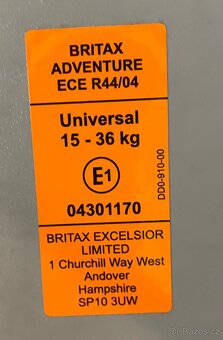 BRITAX
ADVENTURE
ECE R44/04
Universal
15 - 36 kg
E1
04301170
DD0-910-00
BRITAX EXCELSIOR
LIMITED
1 Churchill Way West
Andover
Hampshire
SP10 3UW